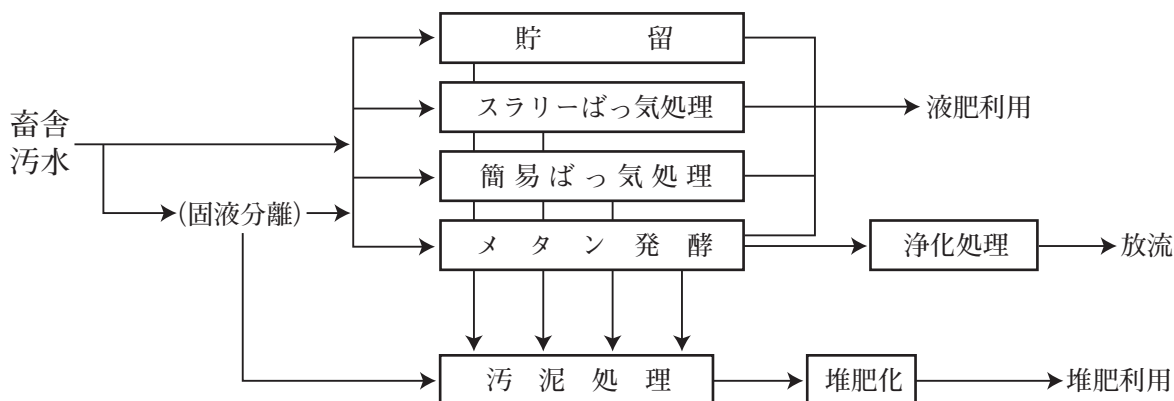 貯留
スラリーばっ気処理
液肥利用
畜舎
汚水
簡易ばっ気処理
(固液分離)
メタン発酵
浄化処理
放流
汚泥処理
堆肥化
堆肥利用